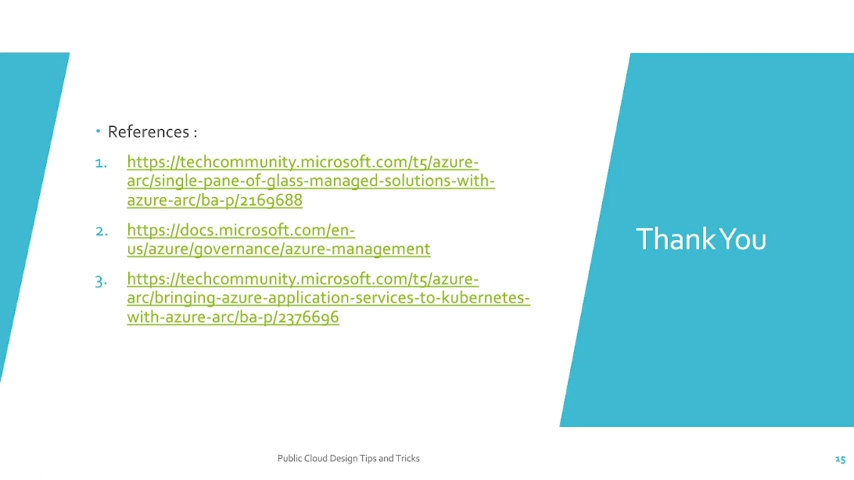 • References :
1. https://techcommunity.microsoft.com/t5/azure-
arc/single-pane-of-glass-managed-solutions-with-
azure-arc/ba-p/2169688
2. https://docs.microsoft.com/en-
us/azure/governance/azure-management
3. https://techcommunity.microsoft.com/t5/azure-
arc/bringing-azure-application-services-to-kubernetes-
with-azure-arc/ba-p/2376696
Thank You
Public Cloud Design Tips and Tricks
15